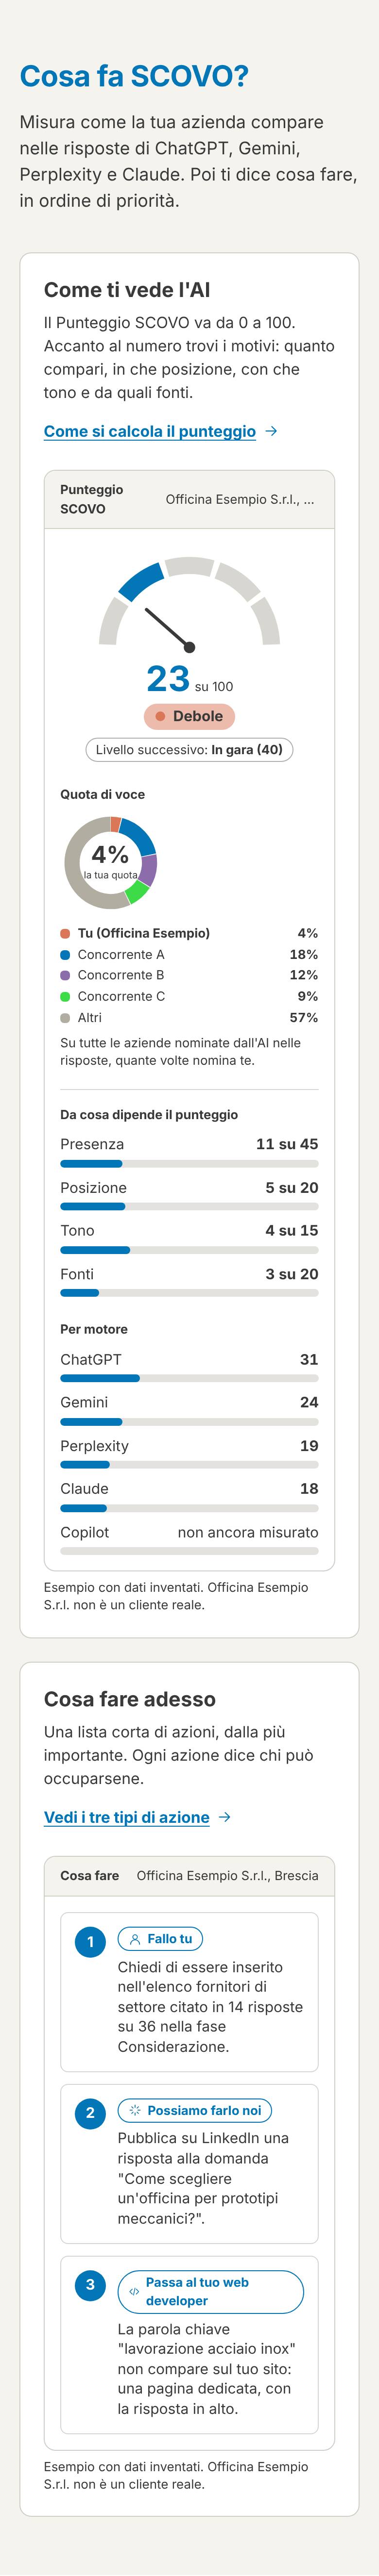 Cosa fa SCOVO?
Misura come la tua azienda compare
nelle risposte di ChatGPT, Gemini,
Perplexity e Claude. Poi ti dice cosa fare,
in ordine di priorità.
Come ti vede l'AI
Il Punteggio SCOVO va da 0 a 100.
Accanto al numero trovi i motivi: quanto
compari, in che posizione, con che
tono e da quali fonti.
Come si calcola il punteggio →
Punteggio
SCOVO
Officina Esempio S.r.l., ...
23 su 100
Debole
Livello successivo: In gara (40)
Quota di voce
4%
la tua quota
Tu (Officina Esempio) 4%
Concorrente A 18%
Concorrente B 12%
Concorrente C 9%
Altri 57%
Su tutte le aziende nominate dall'AI nelle
risposte, quante volte nomina te.
Da cosa dipende il punteggio
Presenza 11 su 45
Posizione 5 su 20
Tono 4 su 15
Fonti 3 su 20
Per motore
ChatGPT 31
Gemini 24
Perplexity 19
Claude 18
Copilot non ancora misurato
Esempio con dati inventati. Officina Esempio
S.r.l. non è un cliente reale.
Cosa fare adesso
Una lista corta di azioni, dalla più
importante. Ogni azione dice chi può
occuparsene.
Vedi i tre tipi di azione →
Cosa fare Officina Esempio S.r.l., Brescia
1 Fallo tu
Chiedi di essere inserito
nell'elenco fornitori di
settore citato in 14 risposte
su 36 nella fase
Considerazione.
2 Possiamo farlo noi
Pubblica su LinkedIn una
risposta alla domanda
"Come scegliere
un'officina per prototipi
meccanici?".
3 Passa al tuo web
developer
La parola chiave
"lavorazione acciaio inox"
non compare sul tuo sito:
una pagina dedicata, con
la risposta in alto.
Esempio con dati inventati. Officina Esempio
S.r.l. non è un cliente reale.